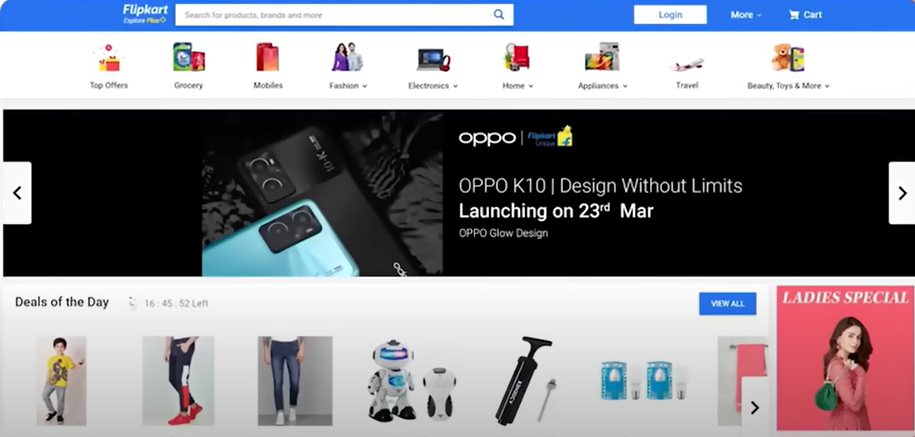 Flipkart
Explore Plus
Search for products, brands and more
Login
More
Cart
Top Offers
Grocery
Mobiles
Fashion
Electronics
Home
Appliances
Travel
Beauty, Toys & More
oppo
Flipkart
Unique
OPPO K10 | Design Without Limits
Launching on 23rd Mar
OPPO Glow Design
Deals of the Day
16 : 45 : 52 Left
VIEW ALL
LADIES SPECIAL